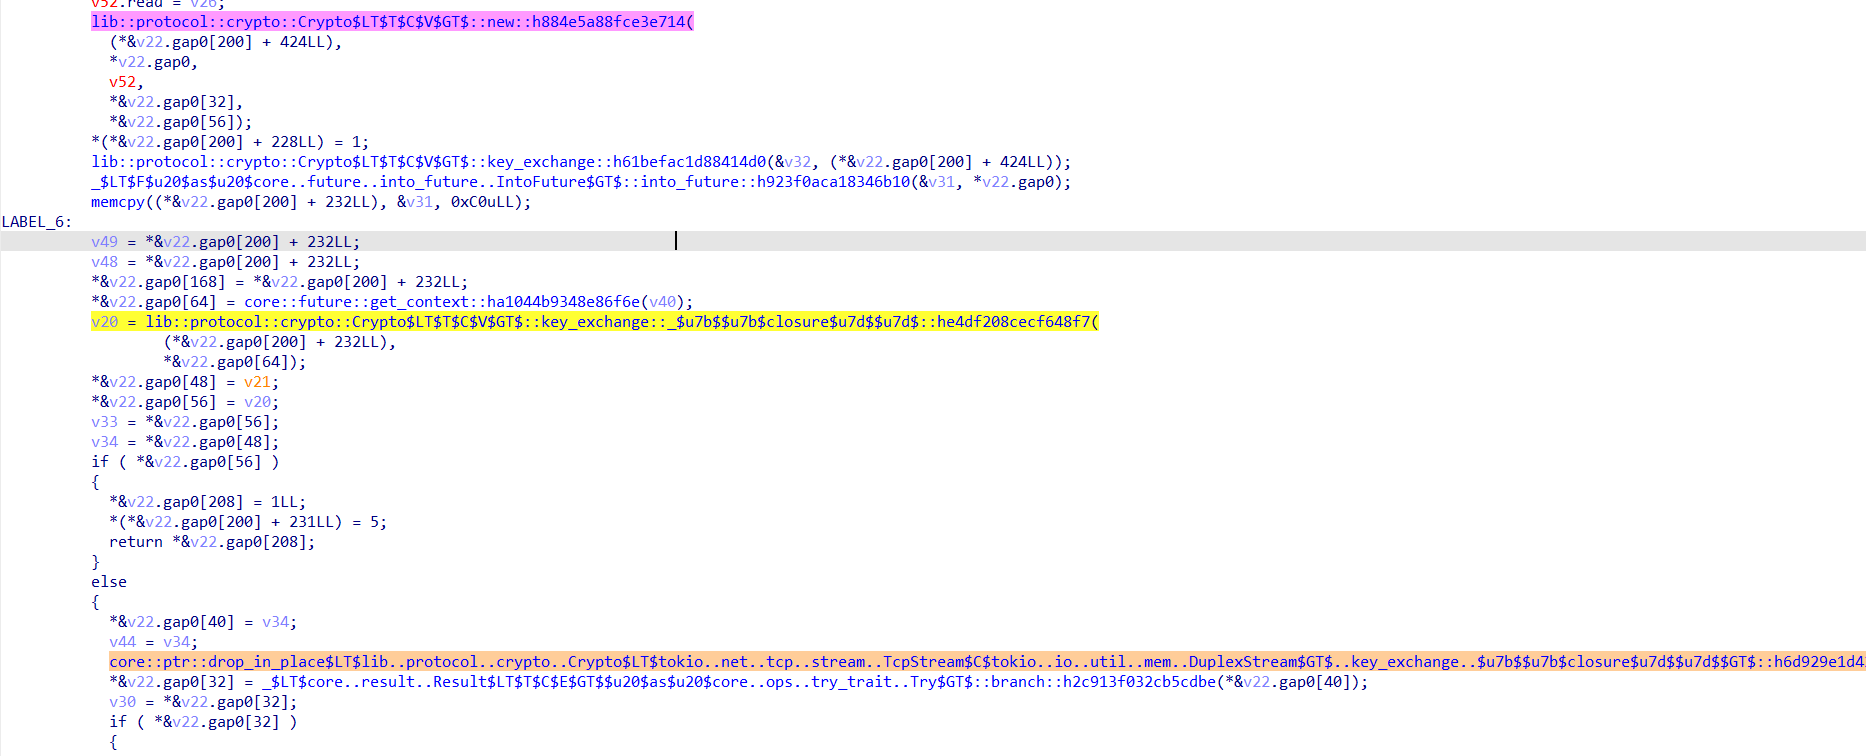 v52.read = v26;
lib::protocol::crypto::Crypto$LT$T$C$V$GT$::new::h884e5a88fce3e714(
(*&v22.gap0[200] + 424LL),
*v22.gap0,
v52,
*&v22.gap0[32],
*&v22.gap0[56]);
*(*&v22.gap0[200] + 228LL) = 1;
lib::protocol::crypto::Crypto$LT$T$C$V$GT$::key_exchange::h61befac1d88414d0(&v32, (*&v22.gap0[200] + 424LL));
_$LT$F$u20$as$u20$core..future..into_future..IntoFuture$GT$::into_future::h923f0aca18346b10(&v31, *v22.gap0);
memcpy((*&v22.gap0[200] + 232LL), &v31, 0xC0uLL);
LABEL_6:
v49 = *&v22.gap0[200] + 232LL;
v48 = *&v22.gap0[200] + 232LL;
*&v22.gap0[168] = *&v22.gap0[200] + 232LL;
*&v22.gap0[64] = core::future::get_context::ha1044b9348e86f6e(v40);
v20 = lib::protocol::crypto::Crypto$LT$T$C$V$GT$::key_exchange::_$u7b$$u7b$closure$u7d$$u7d$::he4df208cecf648f7(
(*&v22.gap0[200] + 232LL),
*&v22.gap0[64]);
*&v22.gap0[48] = v21;
*&v22.gap0[56] = v20;
v33 = *&v22.gap0[56];
v34 = *&v22.gap0[48];
if ( *&v22.gap0[56] )
{
*&v22.gap0[208] = 1LL;
*(*&v22.gap0[200] + 231LL) = 5;
return *&v22.gap0[208];
}
else
{
*&v22.gap0[40] = v34;
v44 = v34;
core::ptr::drop_in_place$LT$lib..protocol..crypto..Crypto$LT$tokio..net..tcp..stream..TcpStream$C$tokio..io..util..mem..DuplexStream$GT$..key_exchange..$u7b$$u7b$closure$u7d$$u7d$$GT$::h6d929e1d4
*&v22.gap0[32] = _$LT$core..result..Result$LT$T$C$E$GT$$u20$as$u20$core..ops..try_trait..Try$GT$::branch::h2c913f032cb5cdbe(*&v22.gap0[40]);
v30 = *&v22.gap0[32];
if ( *&v22.gap0[32] )
{